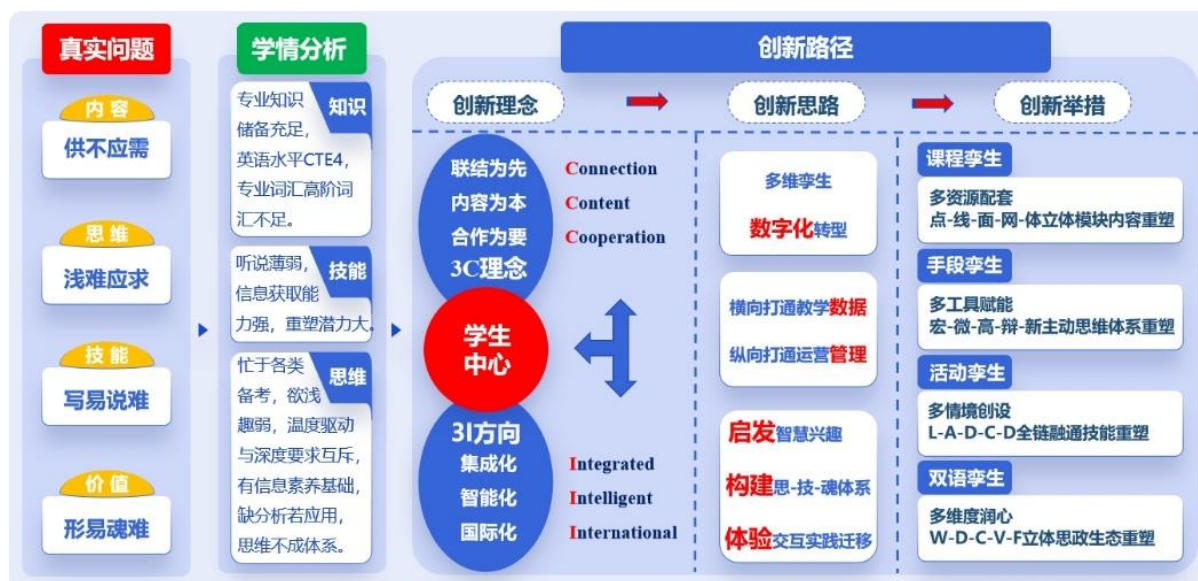 真实问题
内容
供不应需
思维
浅难应求
技能
写易说难
价值
形易魂难
学情分析
知识
专业知识
储备充足，
英语水平CTE4，
专业词汇高阶词
汇不足。
技能
听说薄弱，
信息获取能
力强，重塑潜力大。
思维
忙于各类
备考，欲浅
趣弱，温度驱动
与深度要求互斥，
有信息素养基础，
缺分析若应用，
思维不成体系。
创新路径
创新理念
联结为先 Connection
内容为本 Content
合作为要 Cooperation
3C理念
学生
中心
3I方向
集成化 Integrated
智能化 Intelligent
国际化 International
创新思路
多维孪生
数字化转型
横向打通教学数据
纵向打通运营管理
启发智慧兴趣
构建思-技-魂体系
体验交互实践迁移
创新举措
课程孪生
多资源配套
点-线-面-网-体立体模块内容重塑
手段孪生
多工具赋能
宏-微-高-辩-新主动思维体系重塑
活动孪生
多情境创设
L-A-D-C-D全链融通技能重塑
双语孪生
多维度润心
W-D-C-V-F立体思政生态重塑